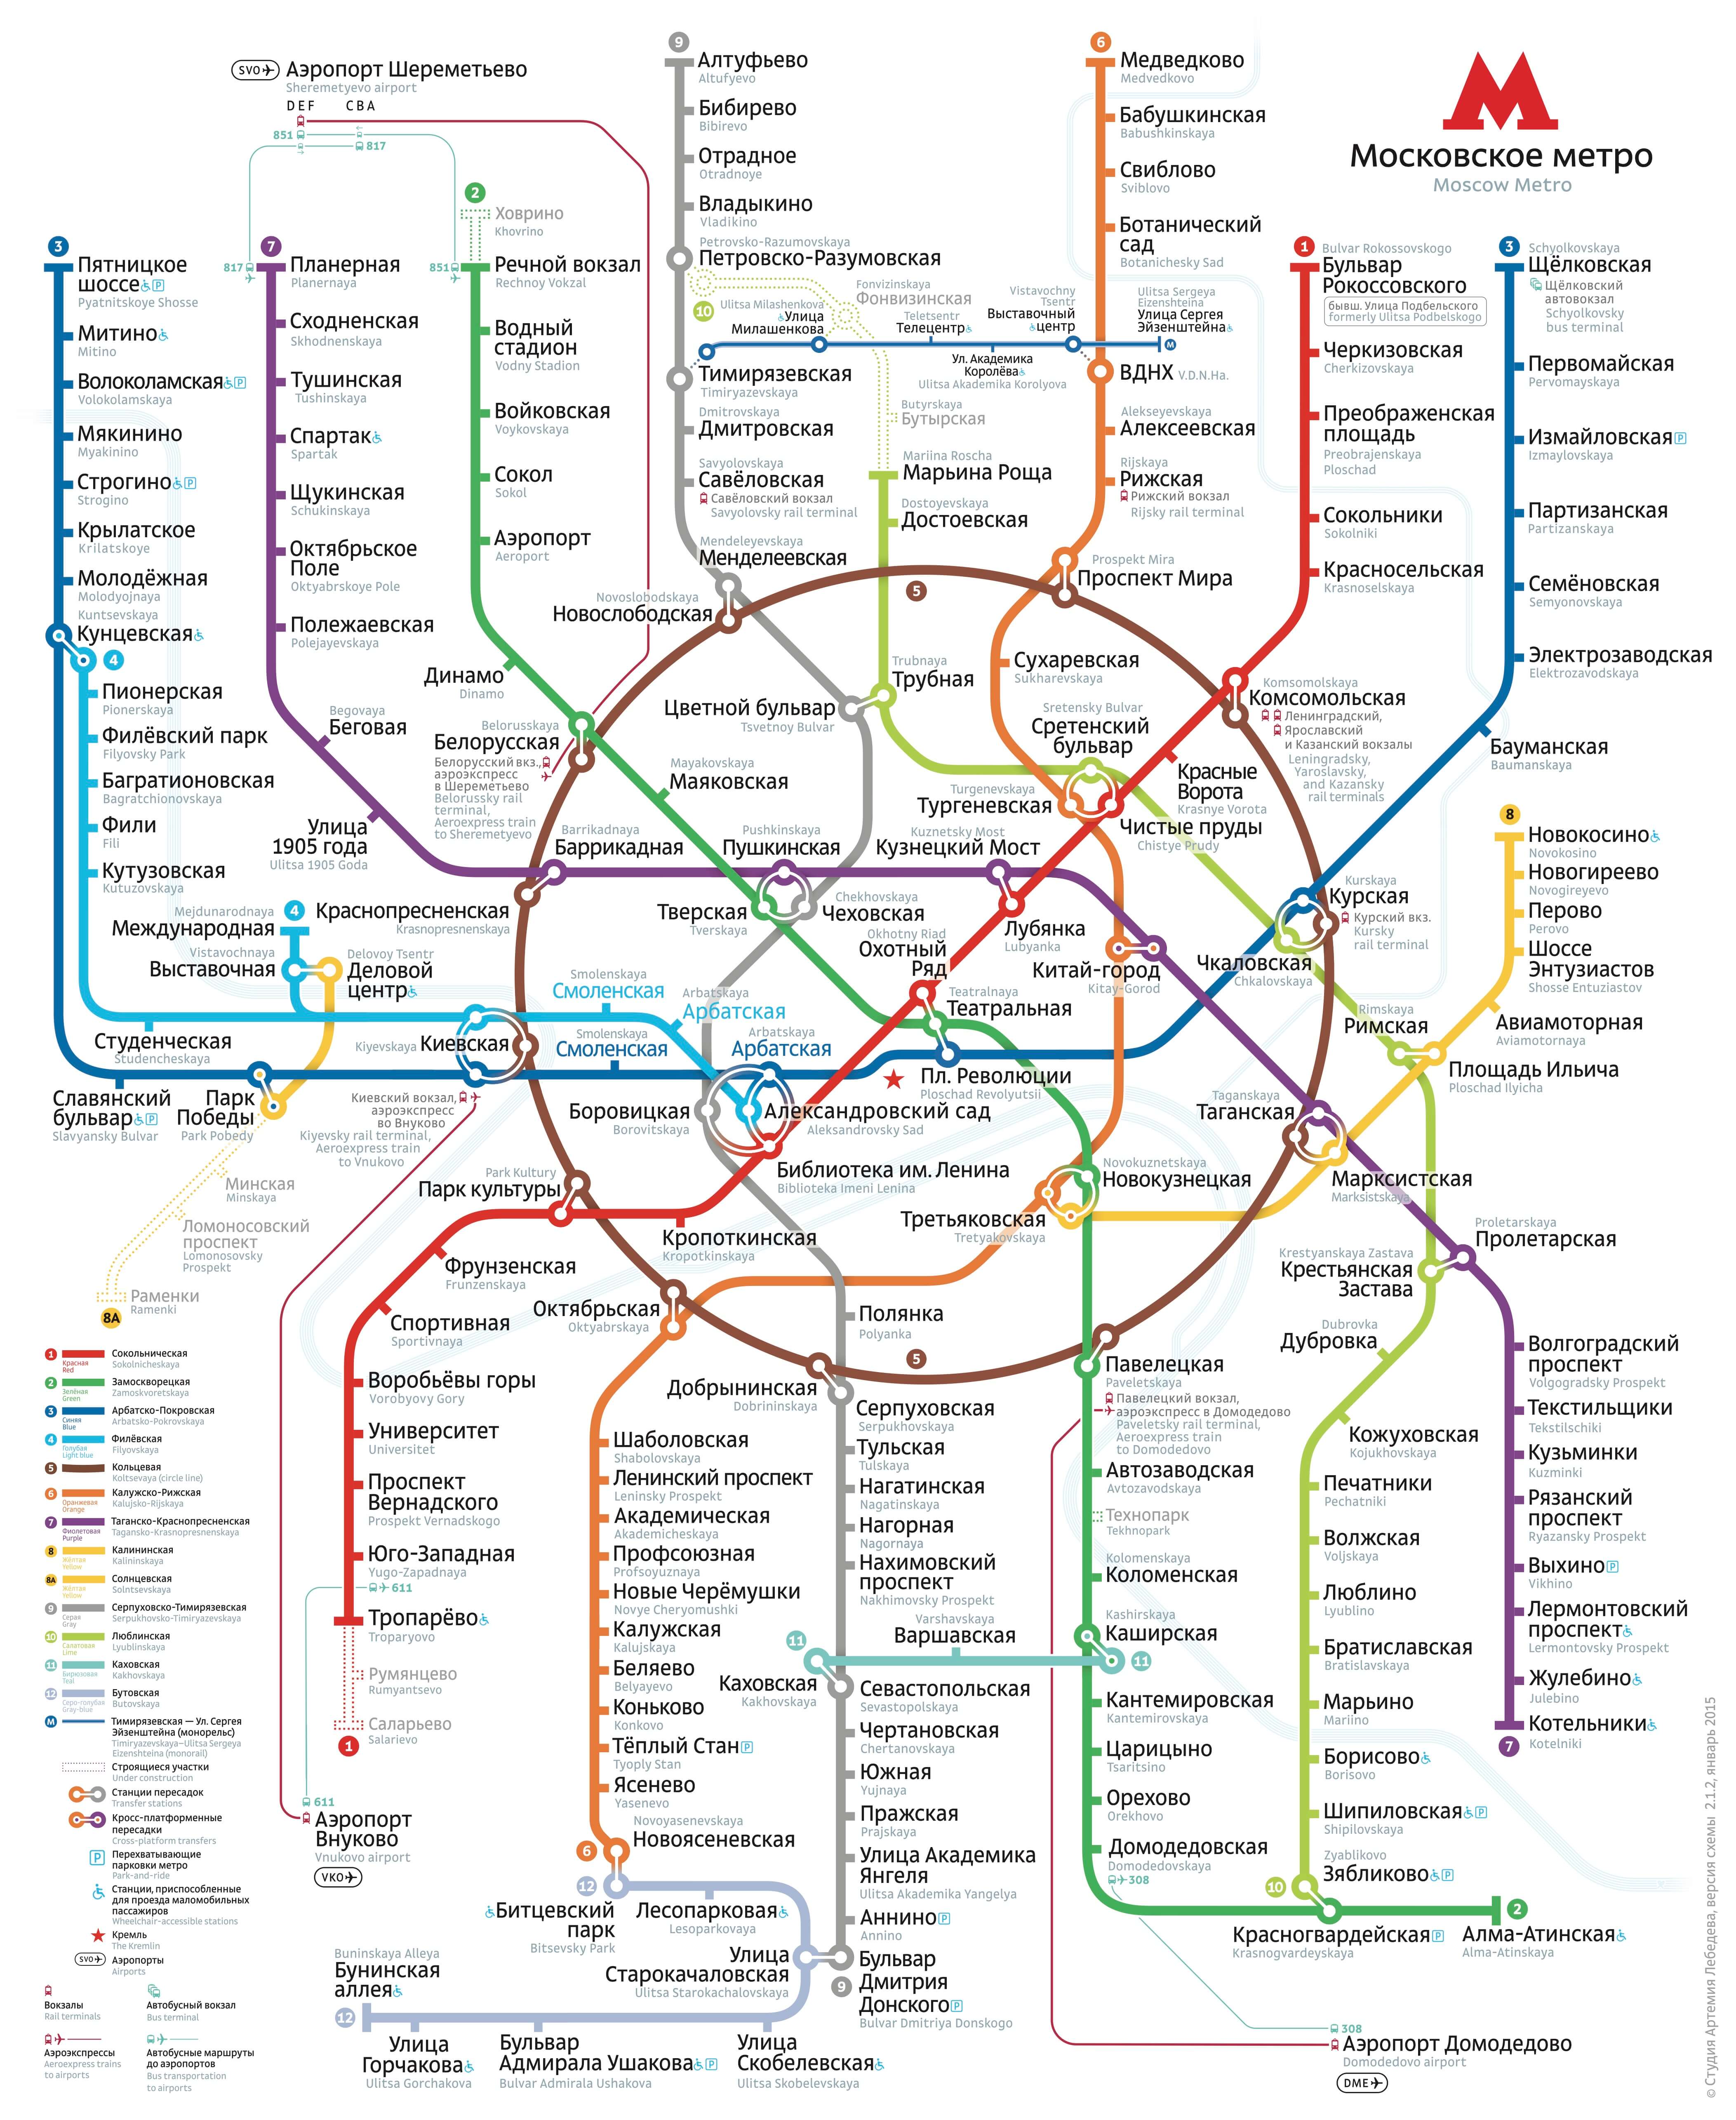 Московское метро
Moscow Metro
SVO
Аэропорт Шереметьево
Sheremetyevo airport
D E F
C B A
851
817
9
Алтуфьево
Altufyevo
Бибирево
Bibirevo
Отрадное
Otradnoye
Владыкино
Vladikino
Petrovsko-Razumovskaya
Петровско-Разумовская
Тимирязевская
Timiryazevskaya
Dmitrovskaya
Дмитровская
Savyolovskaya
Савёловская
Савёловский вокзал
Savyolovsky rail terminal
Mendeleyevskaya
Менделеевская
6
Медведково
Medvedkovo
Бабушкинская
Babushkinskaya
Свиблово
Sviblovo
Ботанический
сад
Botanichesky Sad
ВДНХ V.D.N.Ha.
Alekseyevskaya
Алексеевская
Rijskaya
Рижская
Рижский вокзал
Rijsky rail terminal
Prospekt Mira
Проспект Мира
2
Ховрино
Khovrino
851
Речной вокзал
Rechnoy Vokzal
Водный
стадион
Vodny Stadion
Войковская
Voykovskaya
Сокол
Sokol
Аэропорт
Aeroport
Динамо
Dinamo
3
Пятницкое
шоссе P
Pyatnitskoye Shosse
Митино
Mitino
Волоколамская P
Volokolamskaya
Мякинино
Myakinino
Строгино P
Strogino
Крылатское
Krilatskoye
Молодёжная
Molodyojnaya
Kuntsevskaya
Кунцевская
4
Пионерская
Pionerskaya
Филёвский парк
Filyovsky Park
Багратионовская
Bagrationovskaya
Фили
Fili
Кутузовская
Kutuzovskaya
7
817
Планерная
Planernaya
Сходненская
Skhodnenskaya
Тушинская
Tushinskaya
Спартак
Spartak
Щукинская
Schukinskaya
Октябрьское
Поле
Oktyabrskoye Pole
Полежаевская
Polejayevskaya
Begovaya
Беговая
Улица
1905 года
Ulitsa 1905 Goda
10
Ulitsa Milashenkova
Улица
Милашенкова
Fonvizinskaya
Фонвизинская
Teletsentr
Телецентр
Vistavochny
Tsentr
Выставочный
центр
Ulitsa Sergeya
Eizenshteina
Улица Сергея
Эйзенштейна
М
Ул. Академика
Королёва
Ulitsa Akademika Korolyova
Butyrskaya
Бутырская
Mariina Roscha
Марьина Роща
Dostoyevskaya
Достоевская
Trubnaya
Трубная
1
Bulvar Rokossovskogo
Бульвар
Рокоссовского
бывш. Улица Подбельского
formerly Ulitsa Podbelskogo
Черкизовская
Cherkizovskaya
Преображенская
площадь
Preobrajenskaya
Ploschad
Сокольники
Sokolniki
Красносельская
Krasnoselskaya
Komsomolskaya
Комсомольская
Ленинградский,
Ярославский
и Казанский вокзалы
Leningradsky,
Yaroslavsky,
and Kazansky
rail terminals
3
Schyolkovskaya
Щёлковская
Щёлковский
автовокзал
Schyolkovsky
bus terminal
Первомайская
Pervomayskaya
Измайловская P
Izmaylovskaya
Партизанская
Partizanskaya
Семёновская
Semyonovskaya
Электрозаводская
Elektrozavodskaya
Бауманская
Baumanskaya
8
Новокосино
Novokosino
Новогиреево
Novogireyevo
Перово
Perovo
Шоссе
Энтузиастов
Shosse Entuziastov
Авиамоторная
Aviamotornaya
Площадь Ильича
Ploschad Ilyicha
Rimskaya
Римская
5
Novoslobodskaya
Новослободская
Цветной бульвар
Tsvetnoy Bulvar
Сухаревская
Sukharevskaya
Sretensky Bulvar
Сретенский
бульвар
Turgenevskaya
Тургеневская
Красные
Ворота
Krasnye Vorota
Чистые пруды
Chistye Prudy
Belorusskaya
Белорусская
Белорусский вкз.,
аэроэкспресс
в Шереметьево
Belorussky rail
terminal,
Aeroexpress train
to Sheremetyevo
Mayakovskaya
Маяковская
Barrikadnaya
Баррикадная
Pushkinskaya
Пушкинская
Kuznetsky Most
Кузнецкий Мост
Краснопресненская
Krasnopresnenskaya
Тверская
Tverskaya
Chekhovskaya
Чеховская
Okhotny Riad
Охотный
Ряд
Лубянка
Lubyanka
Китай-город
Kitay-Gorod
Kurskaya
Курская
Курский вкз.
Kursky
rail terminal
Чкаловская
Chkalovskaya
Teatralnaya
Театральная
Пл. Революции
Ploschad Revolyutsii
Mejdunarodnaya
Международная
4
Vistavochnaya
Выставочная
Delovoy Tsentr
Деловой
центр
Студенческая
Studencheskaya
Славянский
бульвар P
Slavyansky Bulvar
Парк
Победы
Park Pobedy
Kiyevskaya
Киевская
Киевский вокзал,
аэроэкспресс
во Внуково
Kiyevsky rail terminal,
Aeroexpress train
to Vnukovo
Smolenskaya
Смоленская
Arbatskaya
Арбатская
Smolenskaya
Смоленская
Arbatskaya
Арбатская
Боровицкая
Borovitskaya
Александровский сад
Aleksandrovsky Sad
Библиотека им. Ленина
Biblioteka Imeni Lenina
Taganskaya
Таганская
Марксистская
Marksistskaya
Novokuznetskaya
Новокузнецкая
Третьяковская
Tretyakovskaya
Park Kultury
Парк культуры
Кропоткинская
Kropotkinskaya
Минская
Minskaya
Ломоносовский
проспект
Lomonosovsky
Prospekt
Раменки
Ramenki
8А
Фрунзенская
Frunzenskaya
Спортивная
Sportivnaya
Воробьёвы горы
Vorobyovy Gory
Университет
Universitet
Проспект
Вернадского
Prospekt Vernadskogo
Юго-Западная
Yugo-Zapadnaya
611
Тропарёво
Troparyovo
Румянцево
Rumyantsevo
Саларьево
Salarievo
1
611
Аэропорт
Внуково
Vnukovo airport
VKO
Октябрьская
Oktyabrskaya
Шаболовская
Shabolovskaya
Ленинский проспект
Leninsky Prospekt
Академическая
Akademicheskaya
Профсоюзная
Profsoyuznaya
Новые Черёмушки
Novye Cheryomushki
Калужская
Kalujskaya
Беляево
Belyayevo
Коньково
Konkovo
Тёплый Стан P
Tyoply Stan
Ясенево
Yasenevo
Novoyasenevskaya
Новоясеневская
6
12
Битцевский
парк
Bitsevsky Park
Лесопарковая
Lesoparkovaya
Улица
Старокачаловская
Ulitsa Starokachalovskaya
Buninskaya Alleya
Бунинская
аллея
12
Улица
Горчакова
Ulitsa Gorchakova
Бульвар
Адмирала Ушакова P
Bulvar Admirala Ushakova
Улица
Скобелевская
Ulitsa Skobelevskaya
Полянка
Polyanka
5
Добрынинская
Dobrininskaya
Серпуховская
Serpukhovskaya
Тульская
Tulskaya
Нагатинская
Nagatinskaya
Нагорная
Nagornaya
Нахимовский
проспект
Nakhimovsky Prospekt
Varshavskaya
Варшавская
11
Каховская
Kakhovskaya
Севастопольская
Sevastopolskaya
Чертановская
Chertanovskaya
Южная
Yujnaya
Пражская
Prajskaya
Улица Академика
Янгеля
Ulitsa Akademika Yangelya
Аннино P
Annino
Бульвар
Дмитрия
Донского P
Bulvar Dmitriya Donskogo
9
Павелецкая
Paveletskaya
Павелецкий вокзал,
аэроэкспресс в Домодедово
Paveletsky rail terminal,
Aeroexpress train
to Domodedovo
Автозаводская
Avtozavodskaya
Технопарк
Tekhnopark
Kolomenskaya
Коломенская
Kashirskaya
Каширская
11
Кантемировская
Kantemirovskaya
Царицыно
Tsaritsino
Орехово
Orekhovo
Домодедовская
Domodedovskaya
308
Красногвардейская P
Krasnogvardeyskaya
Алма-Атинская
Alma-Atinskaya
2
308
Аэропорт Домодедово
Domodedovo airport
DME
Proletarskaya
Пролетарская
Krestyanskaya Zastava
Крестьянская
Застава
Dubrovka
Дубровка
Кожуховская
Kojukhovskaya
Печатники
Pechatniki
Волжская
Voljskaya
Люблино
Lyublino
Братиславская
Bratislavskaya
Марьино
Mariino
Борисово
Borisovo
Шипиловская P
Shipilovskaya
Zyablikovo
Зябликово P
10
Волгоградский
проспект
Volgogradsky Prospekt
Текстильщики
Tekstilschiki
Кузьминки
Kuzminki
Рязанский
проспект
Ryazansky Prospekt
Выхино P
Vikhino
Лермонтовский
проспект
Lermontovsky Prospekt
Жулебино
Julebino
Котельники
Kotelniki
7
1 Сокольническая
Красная
Red
Sokolnicheskaya
2 Замоскворецкая
Зелёная
Green
Zamoskvoretskaya
3 Арбатско-Покровская
Синяя
Blue
Arbatsko-Pokrovskaya
4 Филёвская
Голубая
Light blue
Filyovskaya
5 Кольцевая
Koltsevaya (circle line)
6 Калужско-Рижская
Оранжевая
Orange
Kalujsko-Rijskaya
7 Таганско-Краснопресненская
Фиолетовая
Purple
Tagansko-Krasnopresnenskaya
8 Калининская
Жёлтая
Yellow
Kalininskaya
8А Солнцевская
Жёлтая
Yellow
Solntsevskaya
9 Серпуховско-Тимирязевская
Серая
Gray
Serpukhovsko-Timiryazevskaya
10 Люблинская
Салатовая
Lime
Lyublinskaya
11 Каховская
Бирюзовая
Teal
Kakhovskaya
12 Бутовская
Серо-голубая
Gray-blue
Butovskaya
М Тимирязевская — Ул. Сергея
Эйзенштейна (монорельс)
Timiryazevskaya—Ulitsa Sergeya
Eizenshteina (monorail)
Строящиеся участки
Under construction
Станции пересадок
Transfer stations
Кросс-платформенные
пересадки
Cross-platform transfers
P Перехватывающие
парковки метро
Park-and-ride
Станции, приспособленные
для проезда маломобильных
пассажиров
Wheelchair-accessible stations
Кремль
The Kremlin
SVO Аэропорты
Airports
Вокзалы
Rail terminals
Автобусный вокзал
Bus terminal
Аэроэкспрессы
Aeroexpress trains
to airports
Автобусные маршруты
до аэропортов
Bus transportation
to airports
© Студия Артемия Лебедева, версия схемы 2.1.2, январь 2015